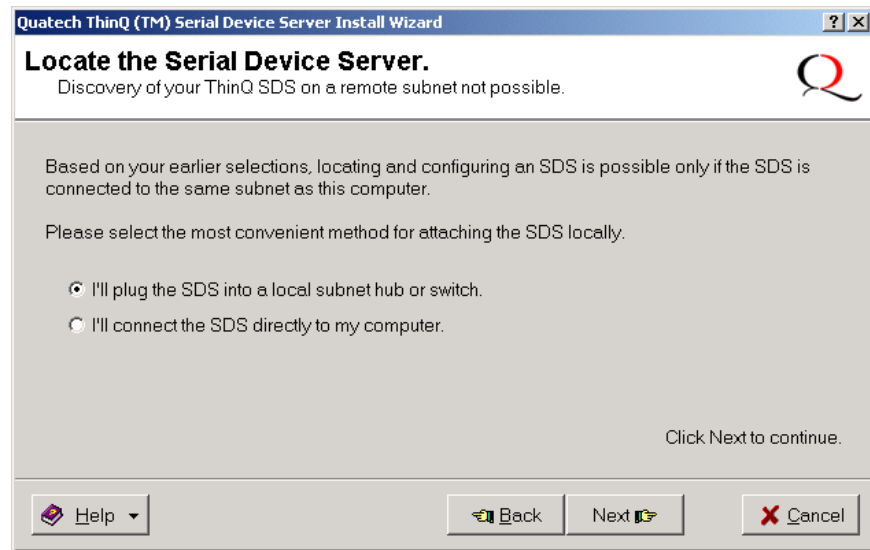 Quatech ThinQ (TM) Serial Device Server Install Wizard
Locate the Serial Device Server.
Discovery of your ThinQ SDS on a remote subnet not possible.
Based on your earlier selections, locating and configuring an SDS is possible only if the SDS is
connected to the same subnet as this computer.
Please select the most convenient method for attaching the SDS locally.
I'll plug the SDS into a local subnet hub or switch.
I'll connect the SDS directly to my computer.
Click Next to continue.
Help
Back
Next
Cancel